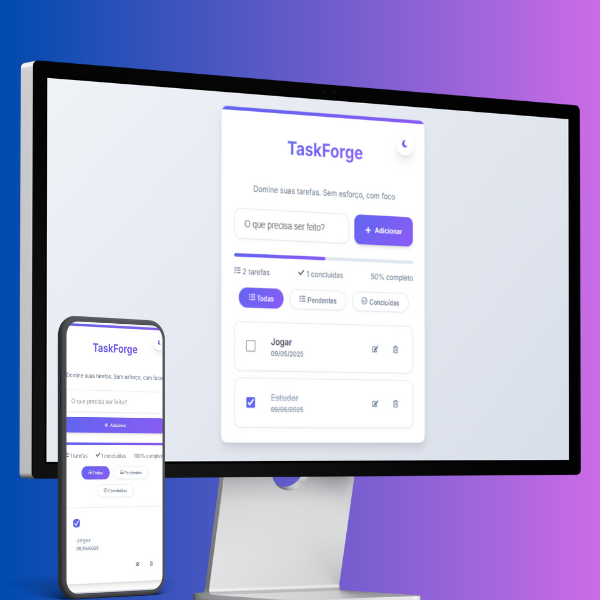 TaskForge
Domine suas tarefas. Sem esforço, com foco
O que precisa ser feito?
+ Adicionar
2 tarefas
1 concluídas
50% completo
Todas
Pendentes
Concluídas
Jogar
09/05/2025
Estudar
09/05/2025
TaskForge
Domine suas tarefas. Sem esforço, com foco
O que precisa ser feito?
+ Adicionar
1 tarefas
1 concluídas
100% complet
Todas
Pendentes
Concluídas
Jogar
09/05/2025